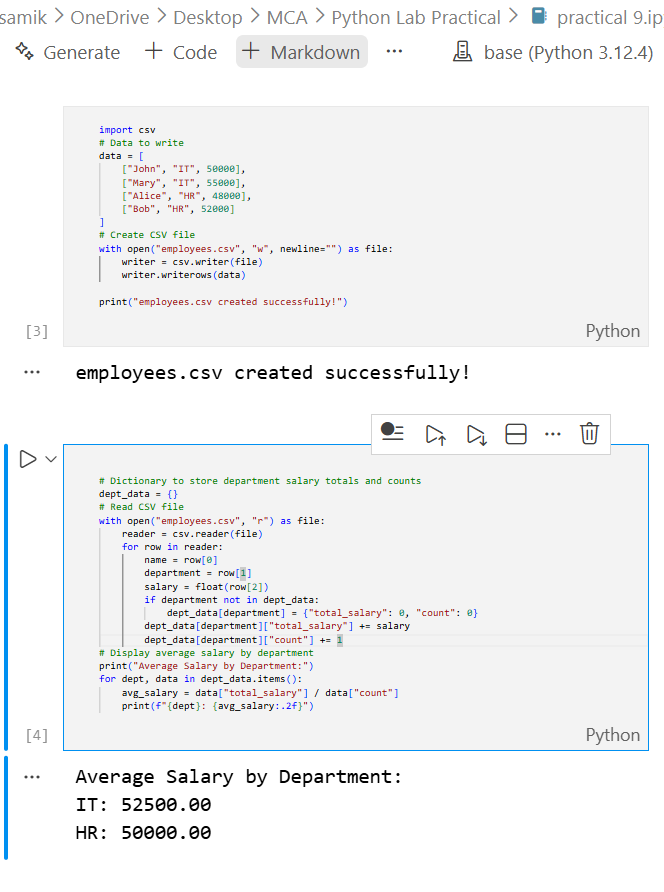 samik > OneDrive > Desktop > MCA > Python Lab Practical > practical 9.ip
Generate + Code + Markdown ... base (Python 3.12.4)
import csv
# Data to write
data = [
    ["John", "IT", 50000],
    ["Mary", "IT", 55000],
    ["Alice", "HR", 48000],
    ["Bob", "HR", 52000]
]
# Create CSV file
with open("employees.csv", "w", newline="") as file:
    writer = csv.writer(file)
    writer.writerows(data)
print("employees.csv created successfully!")
[3] Python
... employees.csv created successfully!
...
# Dictionary to store department salary totals and counts
dept_data = {}
# Read CSV file
with open("employees.csv", "r") as file:
    reader = csv.reader(file)
    for row in reader:
        name = row[0]
        department = row[1]
        salary = float(row[2])
        if department not in dept_data:
            dept_data[department] = {"total_salary": 0, "count": 0}
        dept_data[department]["total_salary"] += salary
        dept_data[department]["count"] += 1
# Display average salary by department
print("Average Salary by Department:")
for dept, data in dept_data.items():
    avg_salary = data["total_salary"] / data["count"]
    print(f"{dept}: {avg_salary:.2f}")
[4] Python
... Average Salary by Department:
IT: 52500.00
HR: 50000.00